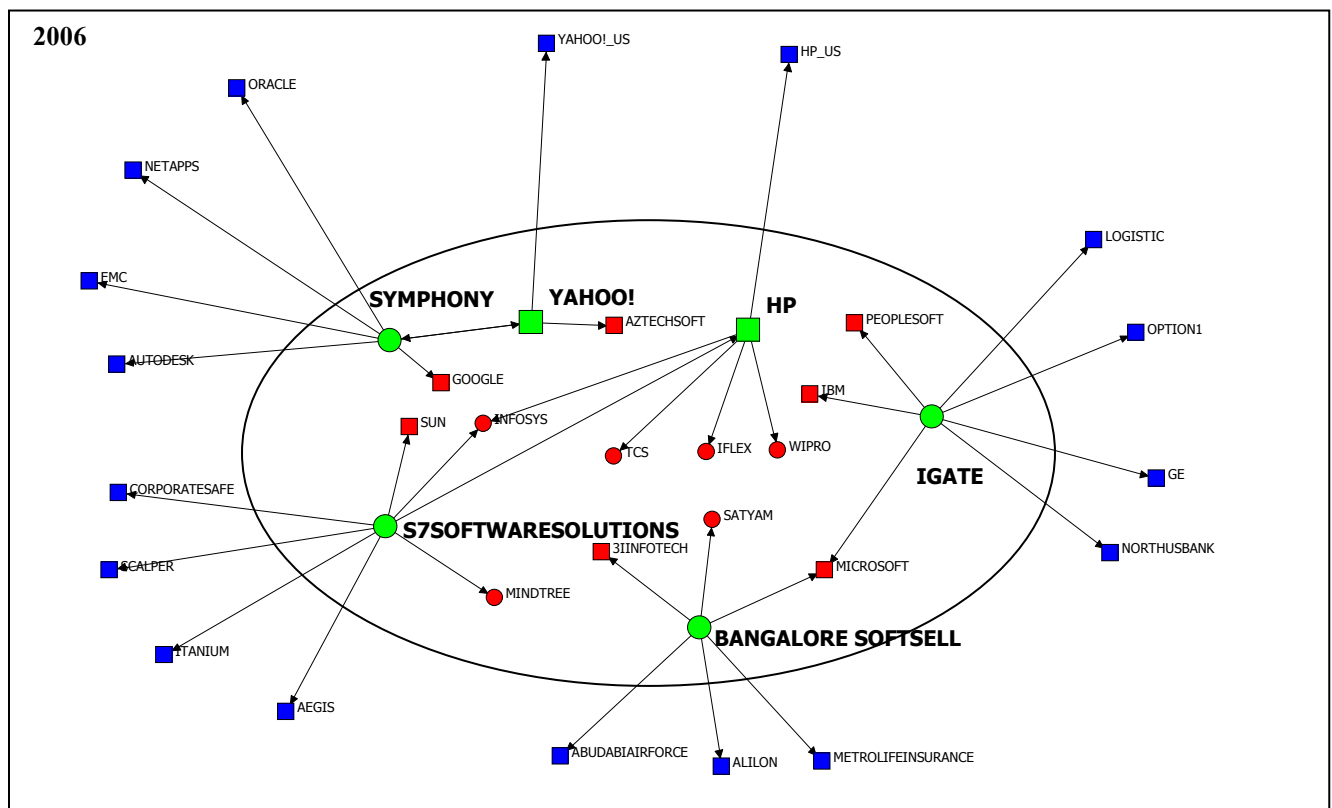 2006
YAHOO!_US
HP_US
ORACLE
NETAPPS
LOGISTIC
EMC
SYMPHONY
YAHOO!
HP
AZTECHSOFT
PEOPLESOFT
OPTION1
AUTODESK
GOOGLE
IBM
SUN
INFOSYS
TCS
IFLEX
WIPRO
IGATE
GE
CORPORATESAFE
S7SOFTWARESOLUTIONS
SATYAM
3IINFOTECH
NORTHUSBANK
SCALPER
MICROSOFT
MINDTREE
BANGALORE SOFTSELL
ITANIUM
AEGIS
ABUDABIAIRFORCE
ALILON
METROLIFEINSURANCE